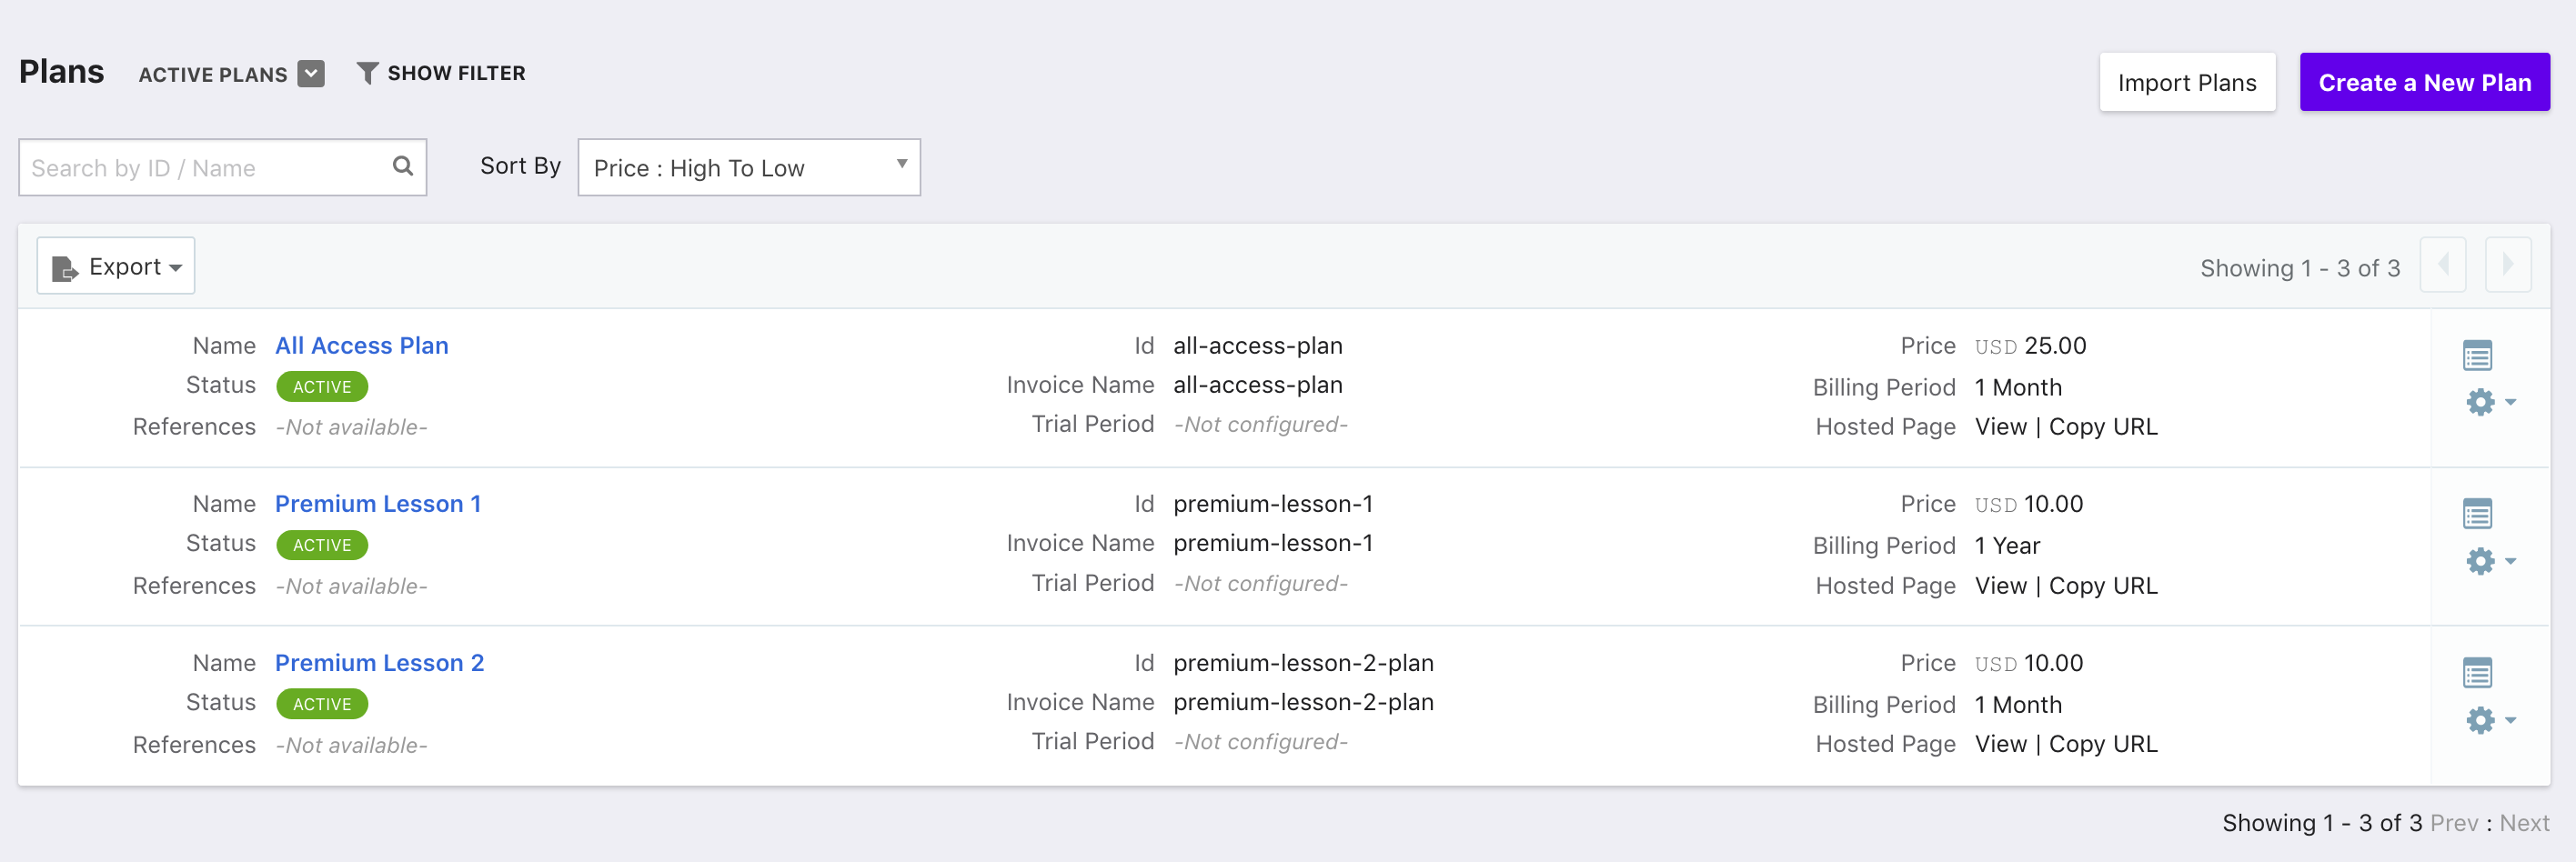 Plans ACTIVE PLANS SHOW FILTER
Import Plans Create a New Plan
Search by ID / Name Sort By Price : High To Low
Export Showing 1 - 3 of 3
Name All Access Plan Id all-access-plan Price USD 25.00
Status ACTIVE Invoice Name all-access-plan Billing Period 1 Month
References -Not available- Trial Period -Not configured- Hosted Page View | Copy URL
Name Premium Lesson 1 Id premium-lesson-1 Price USD 10.00
Status ACTIVE Invoice Name premium-lesson-1 Billing Period 1 Year
References -Not available- Trial Period -Not configured- Hosted Page View | Copy URL
Name Premium Lesson 2 Id premium-lesson-2-plan Price USD 10.00
Status ACTIVE Invoice Name premium-lesson-2-plan Billing Period 1 Month
References -Not available- Trial Period -Not configured- Hosted Page View | Copy URL
Showing 1 - 3 of 3 Prev : Next